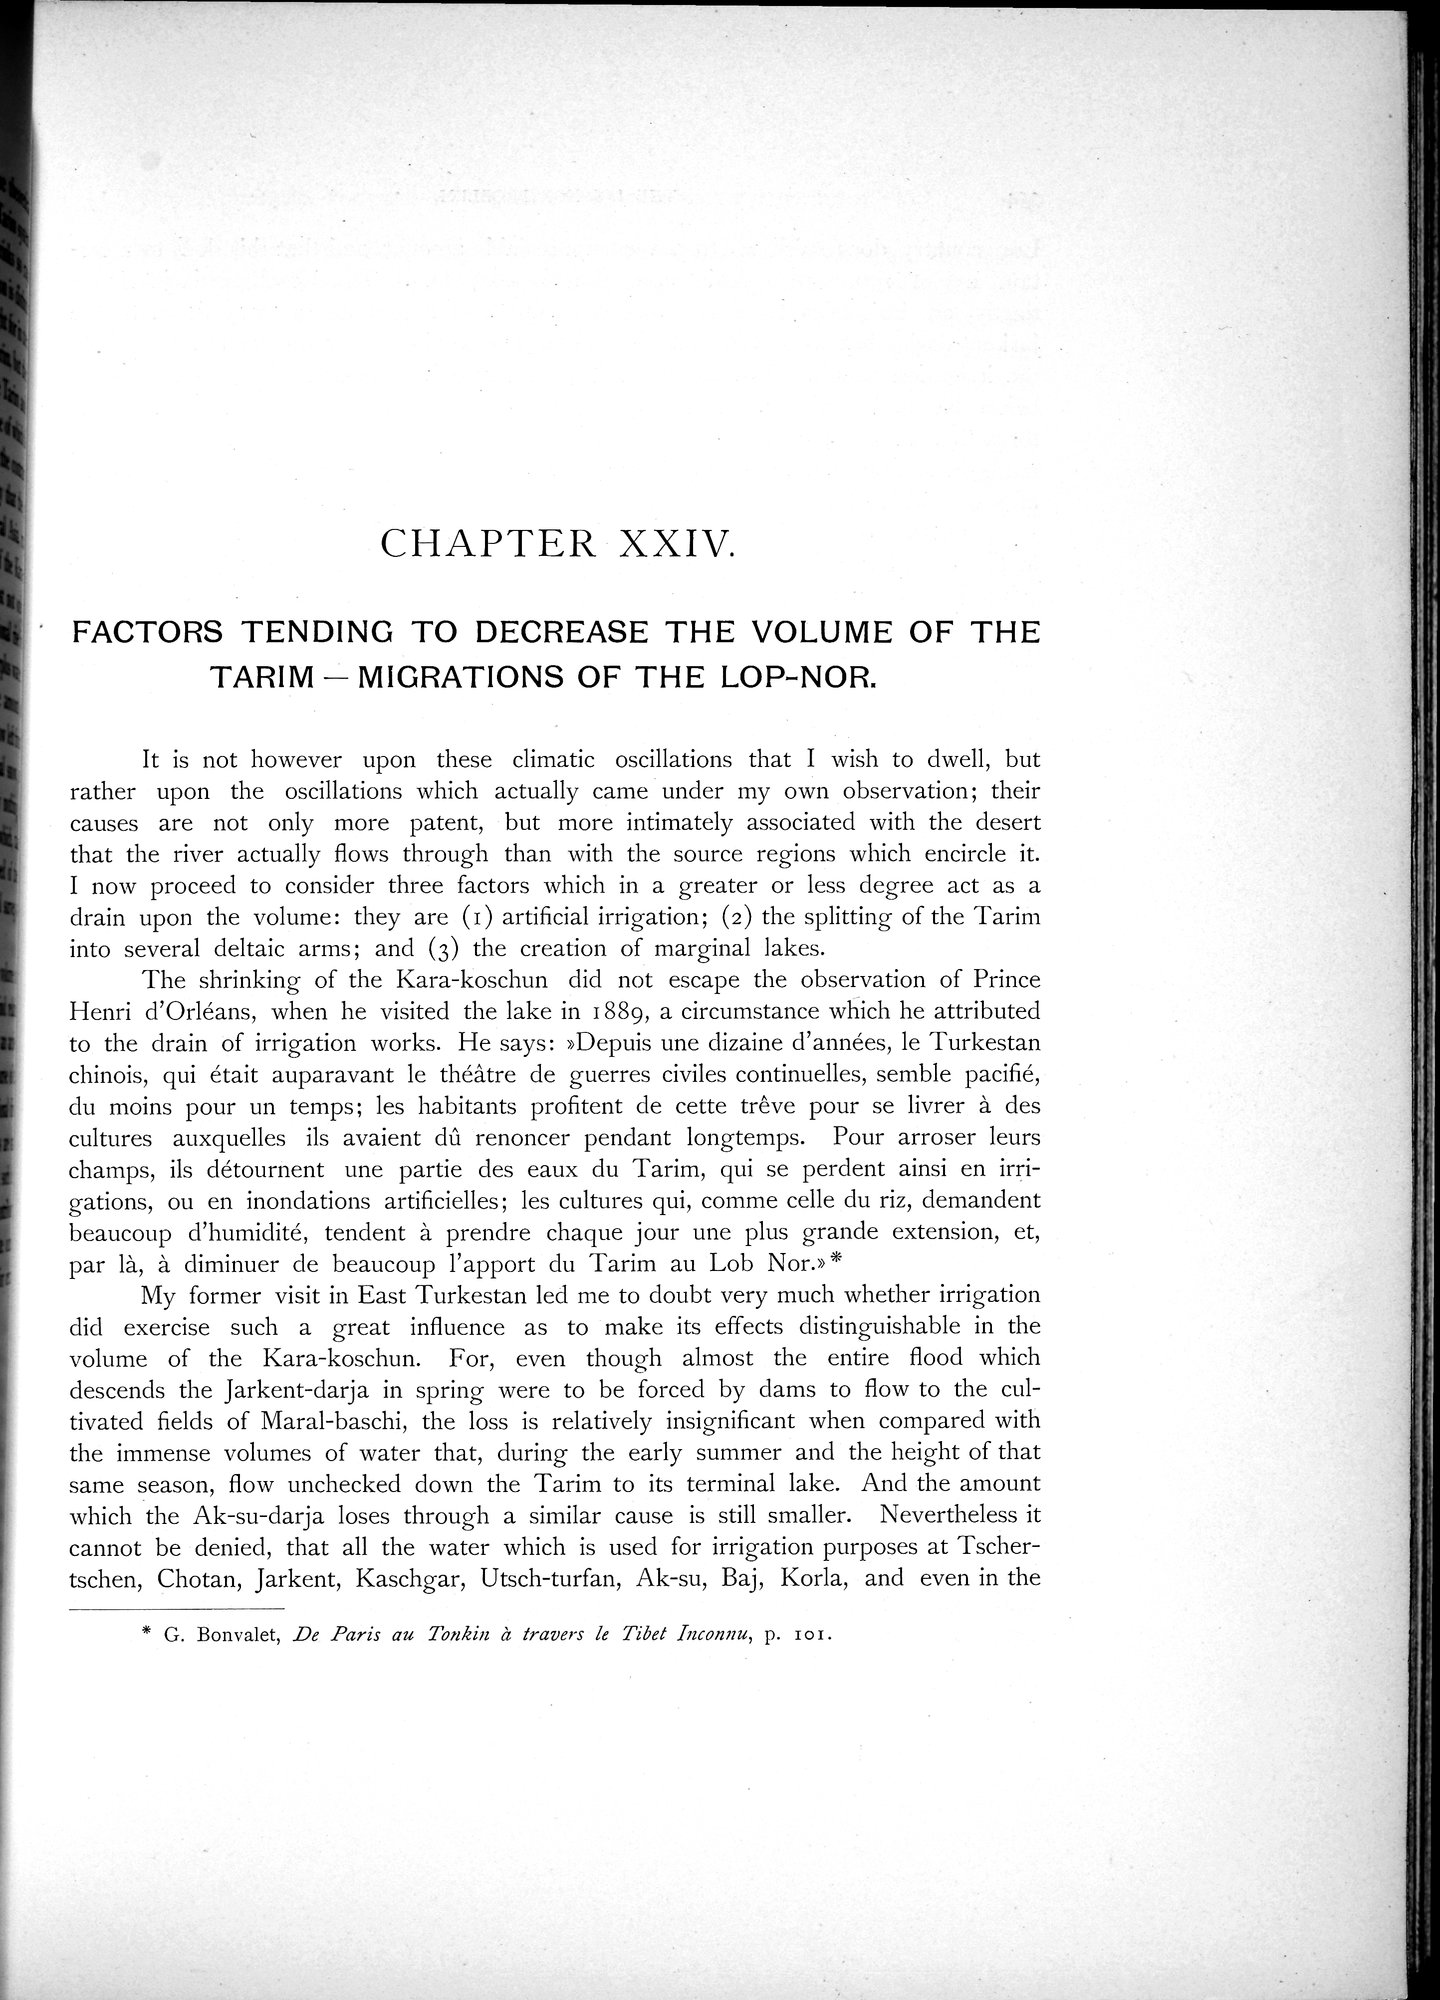 CHAPTER XXIV.
FACTORS TENDING TO DECREASE THE VOLUME OF THE
TARIM — MIGRATIONS OF THE LOP-NOR.
It is not however upon these climatic oscillations that I wish to dwell, but
rather upon the oscillations which actually came under my own observation; their
causes are not only more patent, but more intimately associated with the desert
that the river actually flows through than with the source regions which encircle it.
I now proceed to consider three factors which in a greater or less degree act as a
drain upon the volume: they are (1) artificial irrigation; (2) the splitting of the Tarim
into several deltaic arms; and (3) the creation of marginal lakes.
The shrinking of the Kara-koschun did not escape the observation of Prince
Henri d'Orléans, when he visited the lake in 1889, a circumstance which he attributed
to the drain of irrigation works. He says: »Depuis une dizaine d'années, le Turkestan
chinois, qui était auparavant le théâtre de guerres civiles continuelles, semble pacifié,
du moins pour un temps; les habitants profitent de cette trêve pour se livrer à des
cultures auxquelles ils avaient dû renoncer pendant longtemps. Pour arroser leurs
champs, ils détournent une partie des eaux du Tarim, qui se perdent ainsi en irri-
gations, ou en inondations artificielles; les cultures qui, comme celle du riz, demandent
beaucoup d'humidité, tendent à prendre chaque jour une plus grande extension, et,
par là, à diminuer de beaucoup l'apport du Tarim au Lob Nor.»*
My former visit in East Turkestan led me to doubt very much whether irrigation
did exercise such a great influence as to make its effects distinguishable in the
volume of the Kara-koschun. For, even though almost the entire flood which
descends the Jarkent-darja in spring were to be forced by dams to flow to the cul-
tivated fields of Maral-baschi, the loss is relatively insignificant when compared with
the immense volumes of water that, during the early summer and the height of that
same season, flow unchecked down the Tarim to its terminal lake. And the amount
which the Ak-su-darja loses through a similar cause is still smaller. Nevertheless it
cannot be denied, that all the water which is used for irrigation purposes at Tscher-
tschen, Chotan, Jarkent, Kaschgar, Utsch-turfan, Ak-su, Baj, Korla, and even in the
* G. Bonvalet, De Paris au Tonkin à travers le Tibet Inconnu, p. 101.